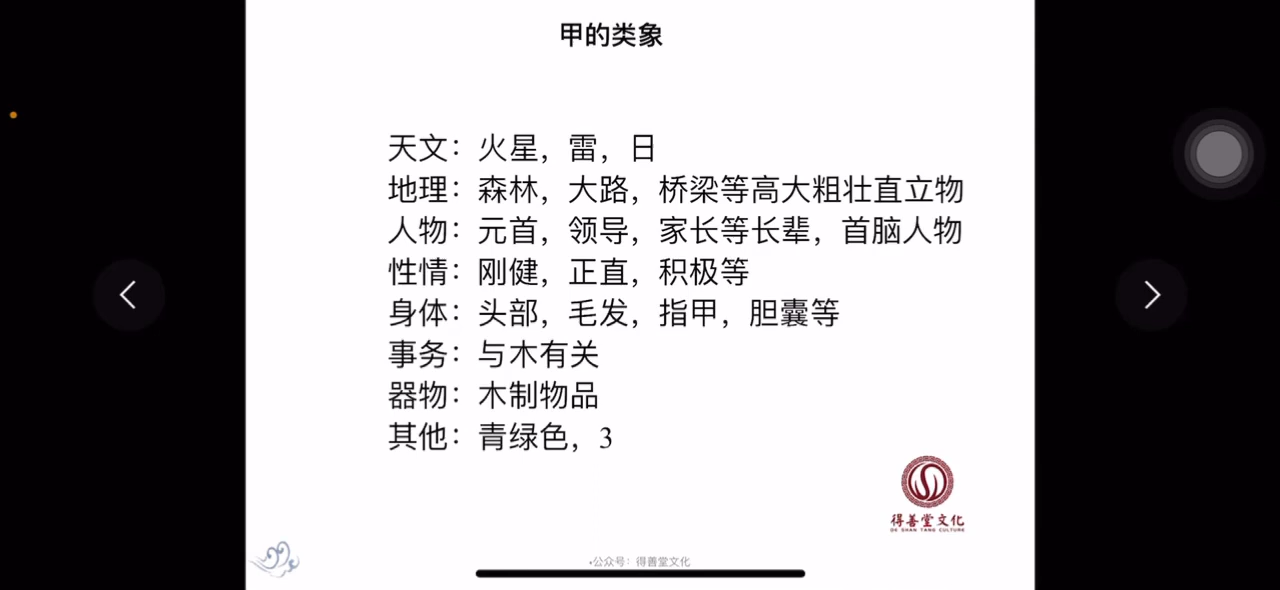 甲的类象
天文：火星，雷，日
地理：森林，大路，桥梁等高大粗壮直立物
人物：元首，领导，家长等长辈，首脑人物
性情：刚健，正直，积极等
身体：头部，毛发，指甲，胆囊等
事务：与木有关
器物：木制物品
其他：青绿色，3
得善堂文化
DE SHAN TANG CULTURE
•公众号：得善堂文化